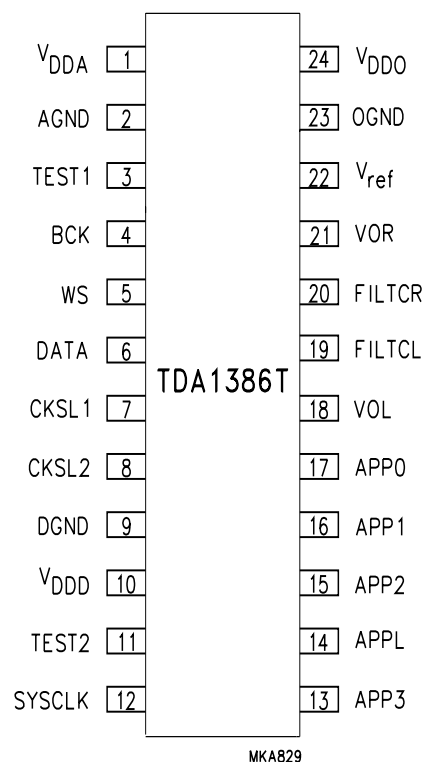 VDDA 1 24 VDDO
AGND 2 23 OGND
TEST1 3 22 Vref
BCK 4 21 VOR
WS 5 20 FILTCR
DATA 6 19 FILTCL
TDA1386T
CKSL1 7 18 VOL
CKSL2 8 17 APP0
DGND 9 16 APP1
VDDD 10 15 APP2
TEST2 11 14 APPL
SYSCLK 12 13 APP3
MKA829